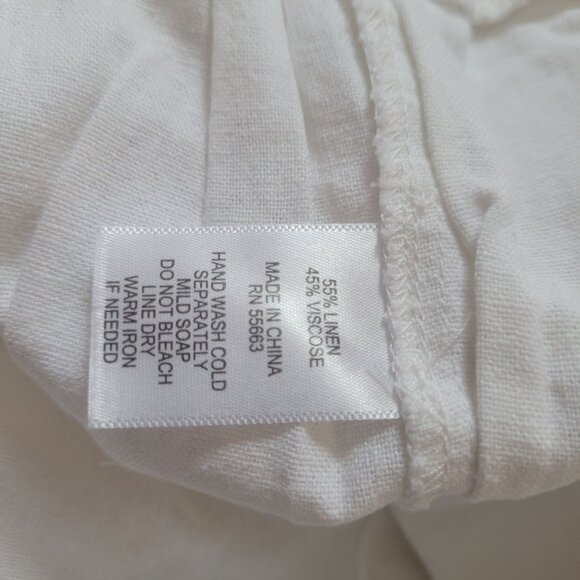 55% LINEN
45% VISCOSE
MADE IN CHINA
RN 55663
HAND WASH COLD
SEPARATELY
MILD SOAP
DO NOT BLEACH
LINE DRY
WARM IRON
IF NEEDED